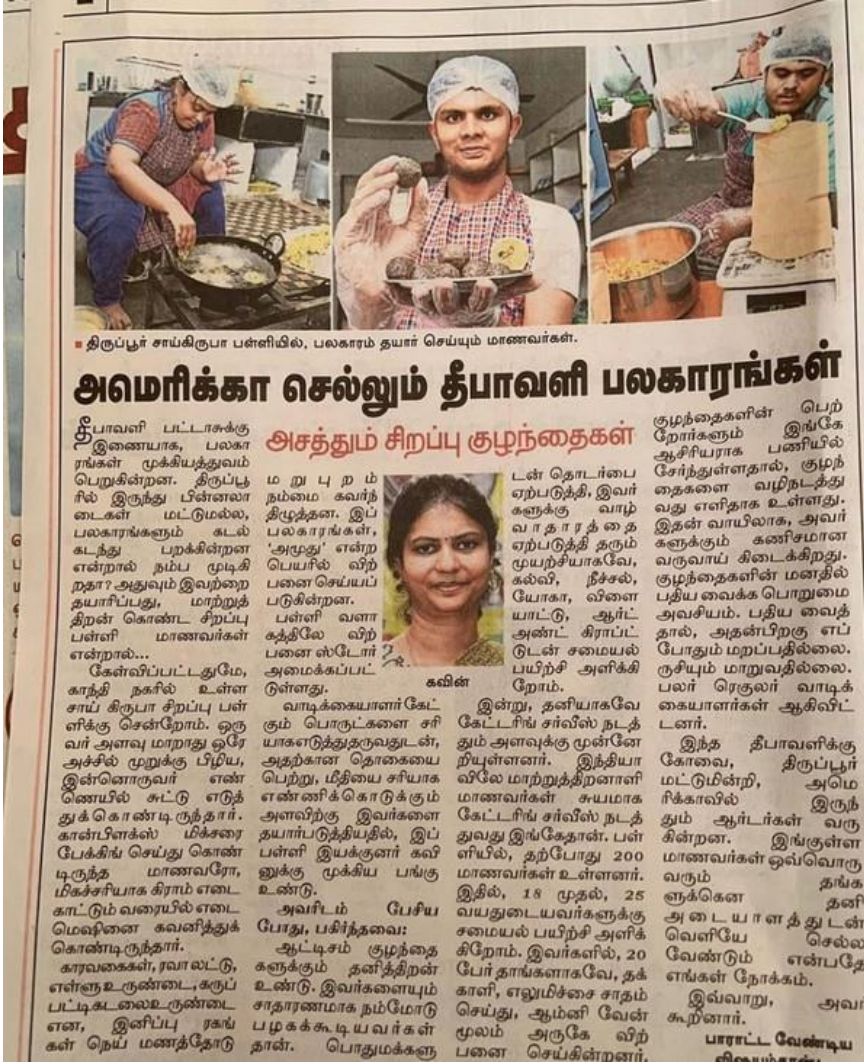 திருப்பூர் சாய்கிருபா பள்ளியில், பலகாரம் தயார் செய்யும் மாணவர்கள்.
அமெரிக்கா செல்லும் தீபாவளி பலகாரங்கள்
அசத்தும் சிறப்பு குழந்தைகள்
தீபாவளி பட்டாசுக்கு
இணையாக, பலகா
ரங்கள் முக்கியத்துவம்
பெறுகின்றன. திருப்பூ
ரில் இருந்து பின்னலா
டைகள் மட்டுமல்ல,
பலகாரங்களும் கடல்
கடந்து பறக்கின்றன
என்றால் நம்ப முடிகி
றதா? அதுவும் இவற்றை
தயாரிப்பது, மாற்றுத்
திறன் கொண்ட சிறப்பு
பள்ளி மாணவர்கள்
என்றால்...
கேள்விப்பட்டதுமே,
காந்தி நகரில் உள்ள
சாய் கிருபா சிறப்பு பள்
ளிக்கு சென்றோம். ஒரு
வர் அளவு மாறாது ஒரே
அச்சில் முறுக்கு பிழிய,
இன்னொருவர் எண்
ணெயில் சுட்டு எடுத்
துக்கொண்டிருந்தார்.
கான்பிளக்ஸ் மிக்சரை
பேக்கிங் செய்து கொண்
டிருந்த மாணவரோ,
மிகச்சரியாக கிராம் எடை
காட்டும் வரையில் எடை
மெஷினை கவனித்துக்
கொண்டிருந்தார்.
காரவகைகள், ரவா லட்டு,
எள்ளு உருண்டை, கருப்
பட்டி கடலை உருண்டை
என, இனிப்பு ரகங்
கள் நெய் மணத்தோடு
மறுபுறம்
நம்மை கவர்ந்
திழுத்தன. இப்
பலகாரங்கள்,
'அமுது' என்ற
பெயரில் விற்
பனை செய்யப்
படுகின்றன.
பள்ளி வளா
கத்திலே விற்
பனை ஸ்டோர்
அமைக்கப்பட்
டுள்ளது.
வாடிக்கையாளர் கேட்
கும் பொருட்களை சரி
யாக எடுத்து தருவதுடன்,
அதற்கான தொகையை
பெற்று, மீதியை சரியாக
எண்ணிக்கொடுக்கும்
அளவிற்கு இவர்களை
தயார்படுத்தியதில், இப்
பள்ளி இயக்குனர் கவி
னுக்கு முக்கிய பங்கு
உண்டு.
அவரிடம் பேசிய
போது, பகிர்ந்தவை:
ஆட்டிசம் குழந்தை
களுக்கும் தனித்திறன்
உண்டு. இவர்களையும்
சாதாரணமாக நம்மோடு
பழகக்கூடியவர்கள்
தான். பொதுமக்களு
கவின்
டன் தொடர்பை
ஏற்படுத்தி, இவர்
களுக்கு வாழ்
வாதாரத்தை
ஏற்படுத்தி தரும்
முயற்சியாகவே,
கல்வி, நீச்சல்,
யோகா, விளை
யாட்டு, ஆர்ட்
அண்ட் கிராப்ட்
டுடன் சமையல்
பயிற்சி அளிக்கி
றோம்.
இன்று, தனியாகவே
கேட்டரிங் சர்வீஸ் நடத்
தும் அளவுக்கு முன்னே
றியுள்ளனர். இந்தியா
விலே மாற்றுத்திறனாளி
மாணவர்கள் சுயமாக
கேட்டரிங் சர்வீஸ் நடத்
துவது இங்கேதான். பள்
ளியில், தற்போது 200
மாணவர்கள் உள்ளனர்.
இதில், 18 முதல், 25
வயதுடையவர்களுக்கு
சமையல் பயிற்சி அளிக்
கிறோம். இவர்களில், 20
பேர் தாங்களாகவே, தக்
காளி, எலுமிச்சை சாதம்
செய்து, ஆம்னி வேன்
மூலம் அருகே விற்
பனை செய்கின்றனர்.
குழந்தைகளின் பெற்
றோர்களும் இங்கே
ஆசிரியராக பணியில்
சேர்ந்துள்ளதால், குழந்
தைகளை வழிநடத்து
வது எளிதாக உள்ளது.
இதன் வாயிலாக, அவர்
களுக்கும் கணிசமான
வருவாய் கிடைக்கிறது.
குழந்தைகளின் மனதில்
பதிய வைக்க பொறுமை
அவசியம். பதிய வைத்
தால், அதன்பிறகு எப்
போதும் மறப்பதில்லை.
ருசியும் மாறுவதில்லை.
பலர் ரெகுலர் வாடிக்
கையாளர்கள் ஆகிவிட்
டனர்.
இந்த தீபாவளிக்கு
கோவை, திருப்பூர்
மட்டுமின்றி, அமெ
ரிக்காவில் இருந்
தும் ஆர்டர்கள் வரு
கின்றன. இங்குள்ள
மாணவர்கள் ஒவ்வொரு
வரும் தங்க
ளுக்கென தனி
அடையாளத்துடன்
வெளியே செல்ல
வேண்டும் என்பதே
எங்கள் நோக்கம்.
இவ்வாறு, அவர்
கூறினார்.
பாராட்ட வேண்டிய